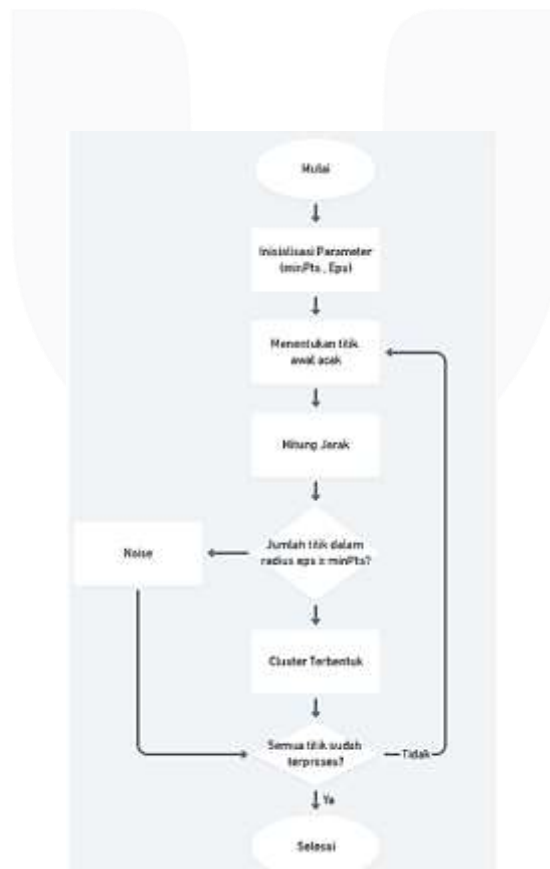 Mulai
Inisialisasi Parameter
(minPts , Eps)
Menentukan titik
awal acak
Hitung Jarak
Jumlah titik dalam
radius eps ≥ minPts?
Noise
Cluster Terbentuk
Semua titik sudah
terproses?
Tidak
Ya
Selesai